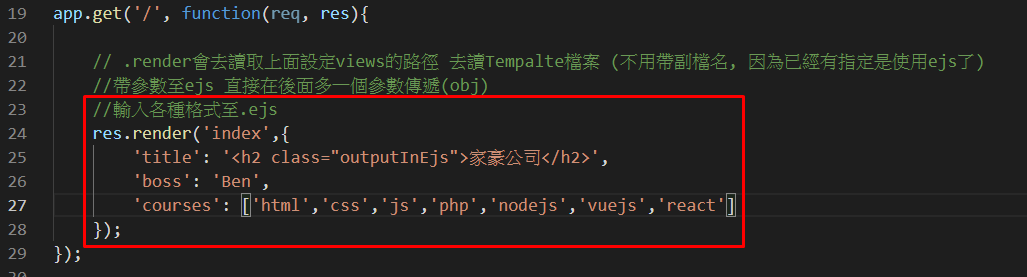 19 app.get('/', function(req, res){
20
21 // .render會去讀取上面設定views的路徑 去讀Tempalte檔案 (不用帶副檔名, 因為已經有指定是使用ejs了)
22 //帶參數至ejs 直接在後面多一個參數傳遞(obj)
23 //輸入各種格式至.ejs
24 res.render('index',{
25 'title': '<h2 class="outputInEjs">家豪公司</h2>',
26 'boss': 'Ben',
27 'courses': ['html','css','js','php','nodejs','vuejs','react']
28 });
29 });